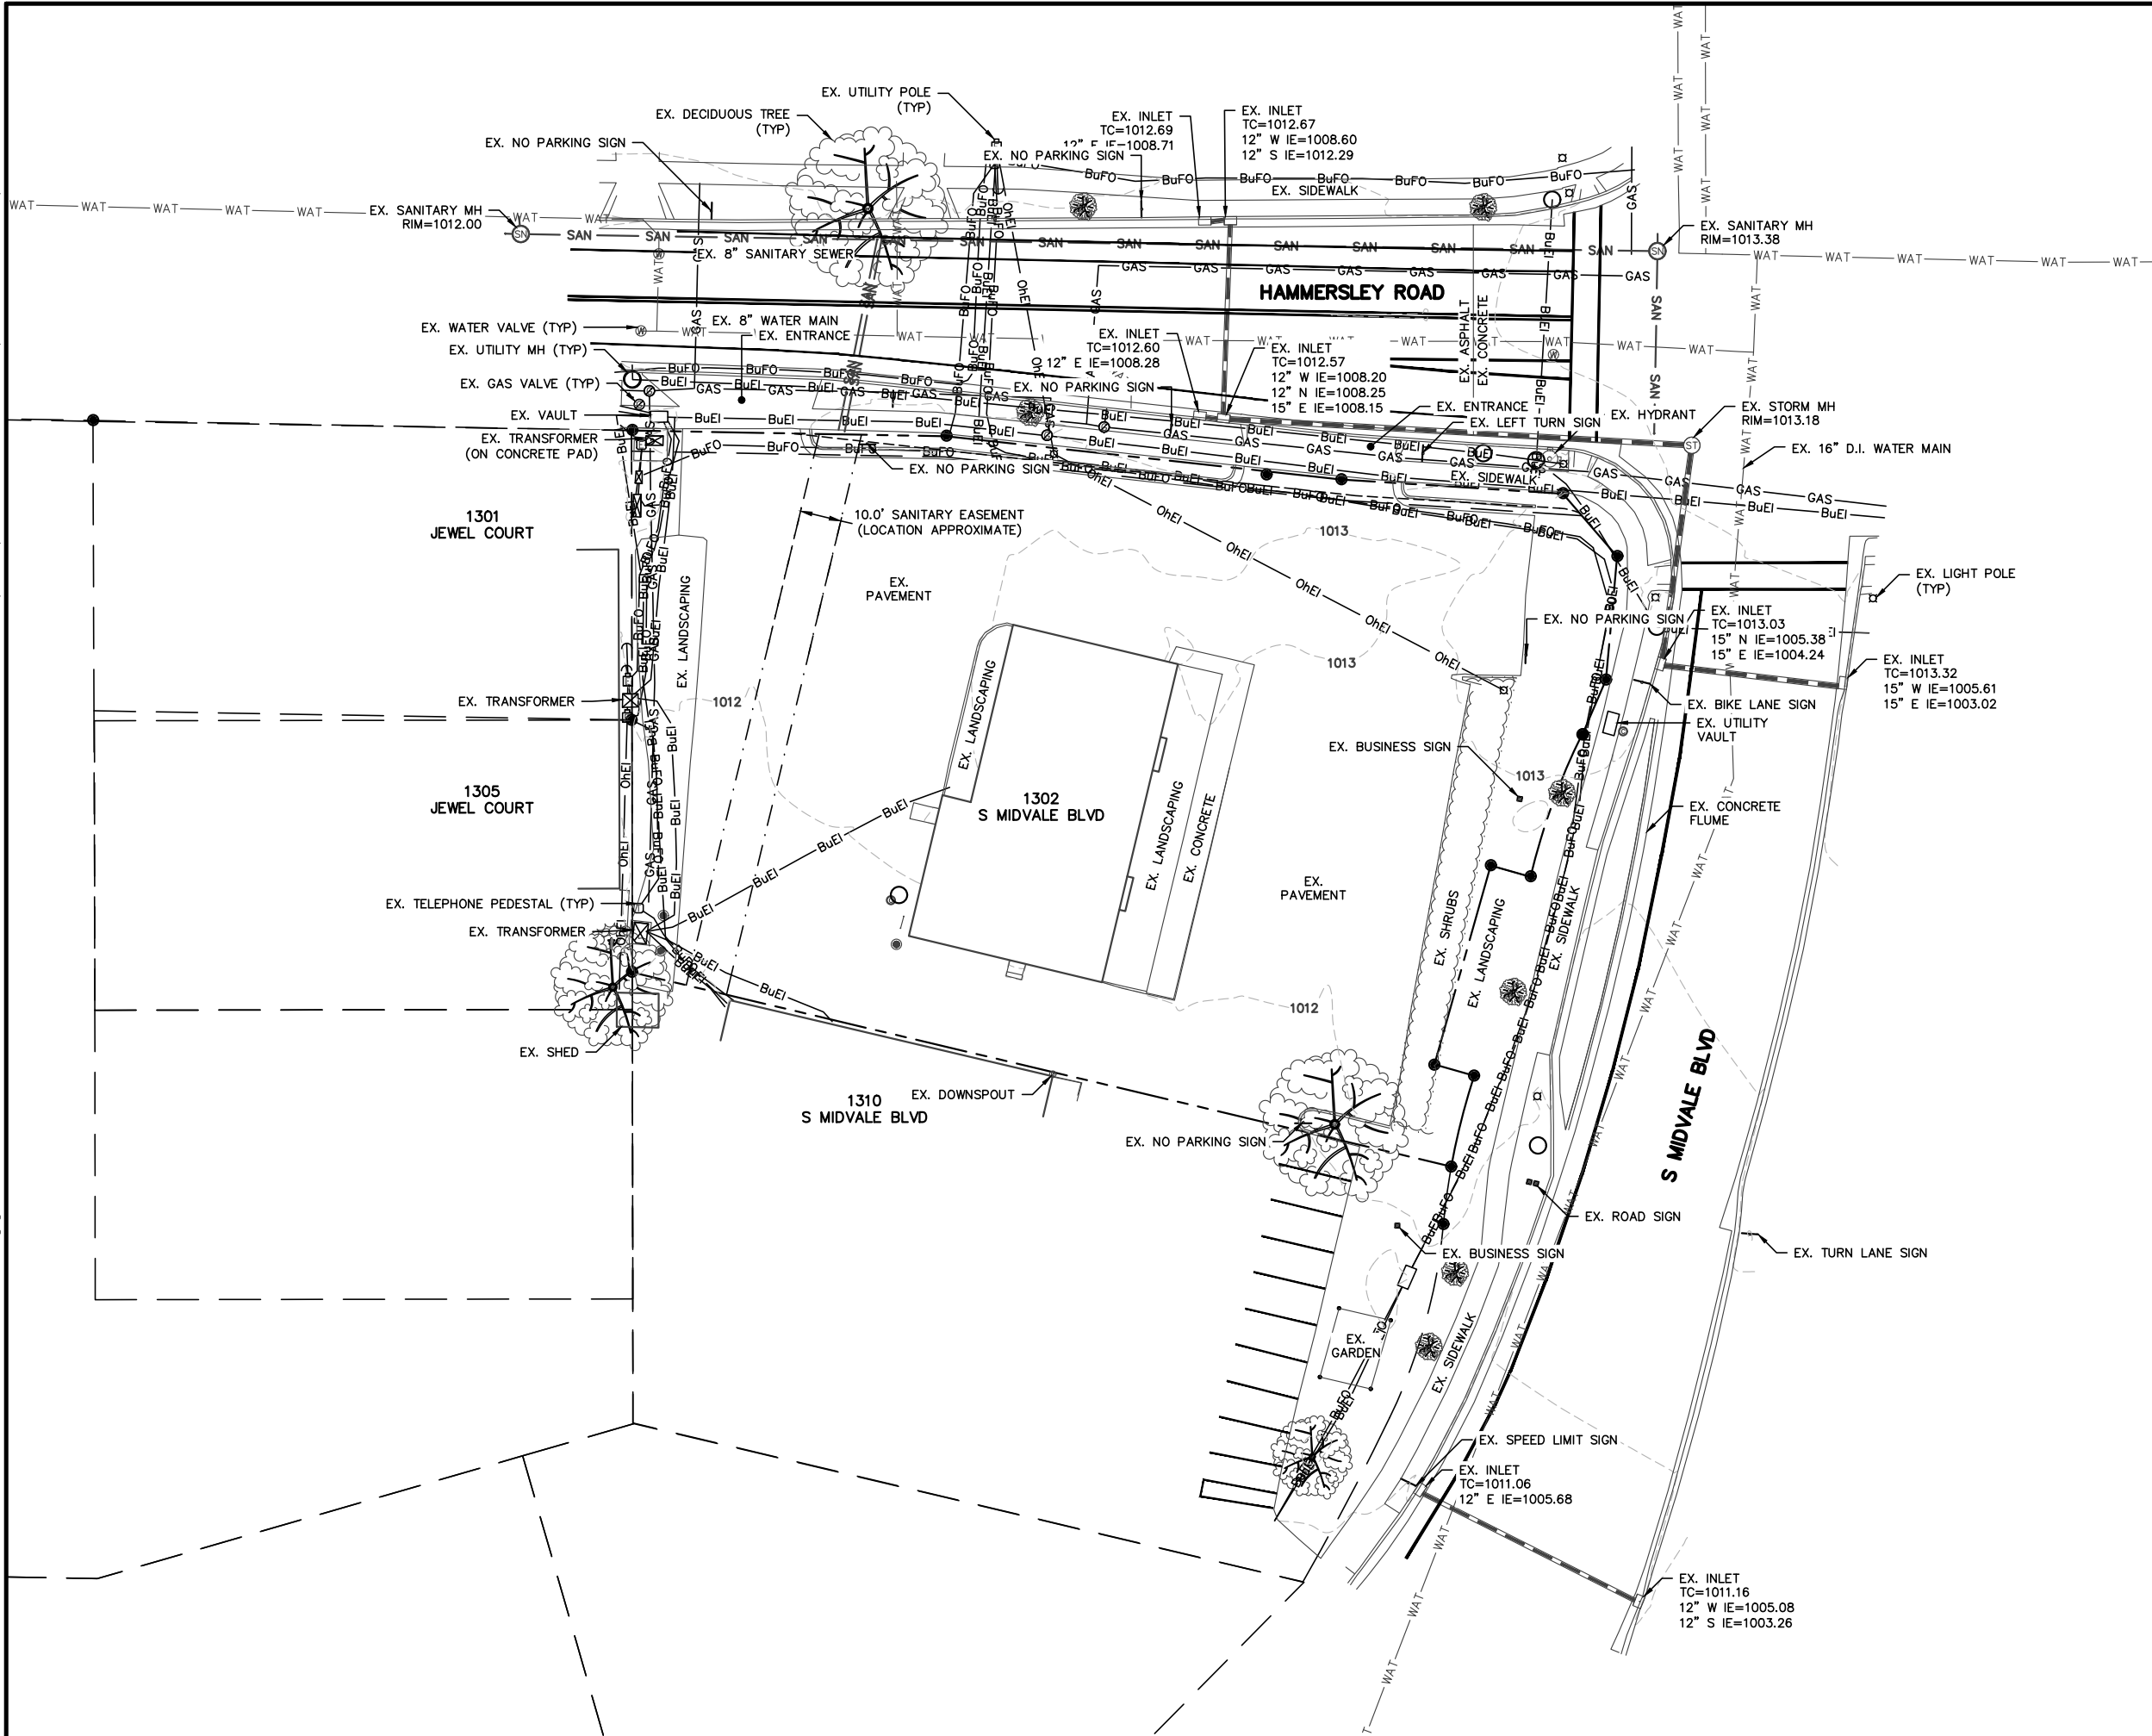 EX. UTILITY POLE
(TYP)
EX. DECIDUOUS TREE
(TYP)
EX. NO PARKING SIGN
EX. INLET
TC=1012.69
12" E IE=1008.71
EX. NO PARKING SIGN
EX. INLET
TC=1012.67
12" W IE=1008.60
12" S IE=1012.29
EX. SIDEWALK
EX. SANITARY MH
RIM=1012.00
EX. SANITARY MH
RIM=1013.38
EX. 8" SANITARY SEWER
HAMMERSLEY ROAD
EX. WATER VALVE (TYP)
EX. 8" WATER MAIN
EX. ENTRANCE
EX. UTILITY MH (TYP)
EX. GAS VALVE (TYP)
EX. VAULT
EX. TRANSFORMER
(ON CONCRETE PAD)
EX. INLET
TC=1012.60
12" E IE=1008.28
EX. NO PARKING SIGN
EX. INLET
TC=1012.57
12" W IE=1008.20
12" N IE=1008.25
15" E IE=1008.15
EX. ASPHALT
EX. CONCRETE
EX. ENTRANCE
EX. LEFT TURN SIGN
EX. HYDRANT
EX. STORM MH
RIM=1013.18
EX. 16" D.I. WATER MAIN
EX. NO PARKING SIGN
EX. SIDEWALK
1301
JEWEL COURT
10.0' SANITARY EASEMENT
(LOCATION APPROXIMATE)
1013
EX.
PAVEMENT
EX. LANDSCAPING
EX. LIGHT POLE
(TYP)
EX. NO PARKING SIGN
EX. INLET
TC=1013.03
15" N IE=1005.38
15" E IE=1004.24
EX. INLET
TC=1013.32
15" W IE=1005.61
15" E IE=1003.02
1013
EX. TRANSFORMER
1012
EX. LANDSCAPING
EX. BIKE LANE SIGN
EX. UTILITY
VAULT
EX. BUSINESS SIGN
1013
1305
JEWEL COURT
1302
S MIDVALE BLVD
EX. LANDSCAPING
EX. CONCRETE
EX. CONCRETE
FLUME
EX.
PAVEMENT
EX. SHRUBS
EX. LANDSCAPING
EX. SIDEWALK
EX. TELEPHONE PEDESTAL (TYP)
EX. TRANSFORMER
1012
EX. SHED
1310
S MIDVALE BLVD
EX. DOWNSPOUT
EX. NO PARKING SIGN
S MIDVALE BLVD
EX. ROAD SIGN
EX. BUSINESS SIGN
EX. TURN LANE SIGN
EX.
GARDEN
EX. SIDEWALK
EX. SPEED LIMIT SIGN
EX. INLET
TC=1011.06
12" E IE=1005.68
EX. INLET
TC=1011.16
12" W IE=1005.08
12" S IE=1003.26
WAT
SAN
GAS
BuFO
BuEl
OhEl
SN
ST